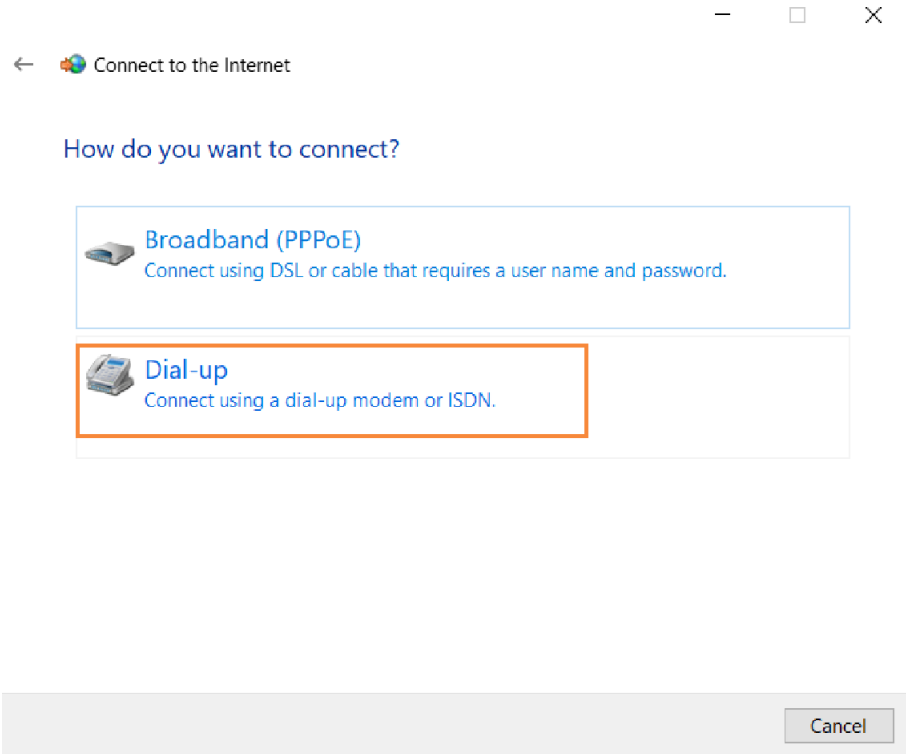 Connect to the Internet
How do you want to connect?
Broadband (PPPoE)
Connect using DSL or cable that requires a user name and password.
Dial-up
Connect using a dial-up modem or ISDN.
Cancel